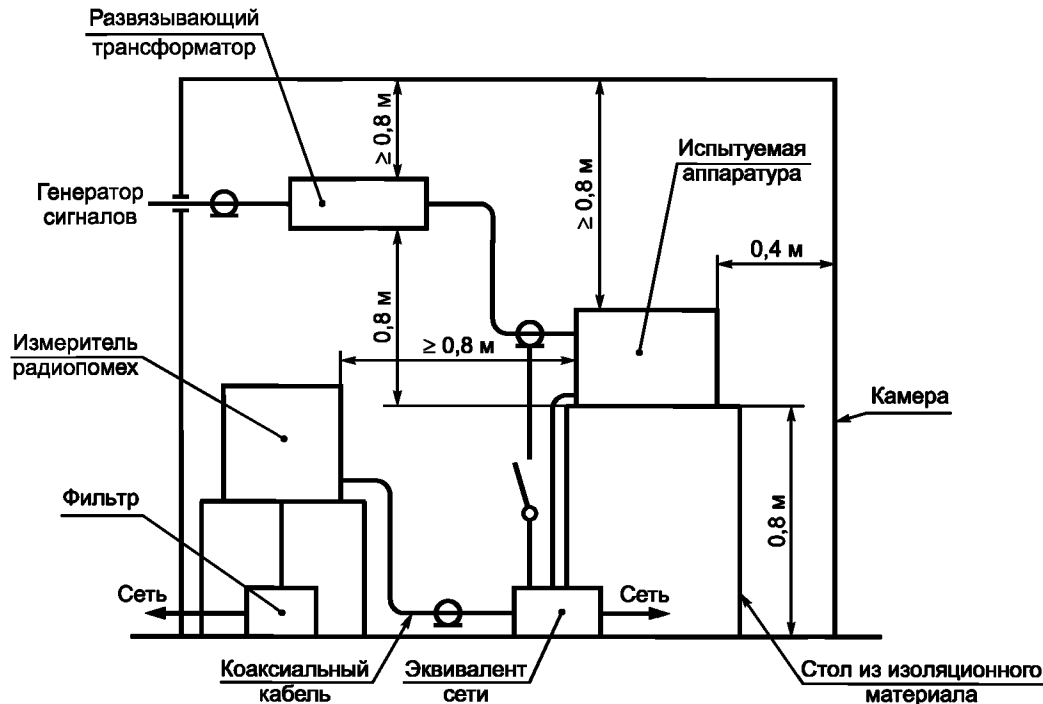 Развязывающий
трансформатор
≥ 0,8 м
≥ 0,8 м
Испытуемая
аппаратура
Генератор
сигналов
0,4 м
0,8 м
≥ 0,8 м
Измеритель
радиопомех
Камера
Фильтр
0,8 м
Сеть
Сеть
Коаксиальный
кабель
Эквивалент
сети
Стол из изоляционного
материала